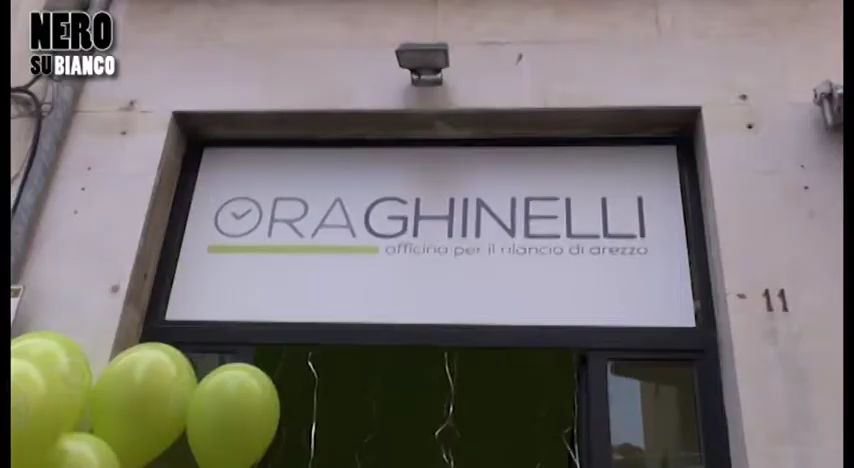 NERO
SU BIANCO
ORAGHINELLI
officina per il rilancio di arezzo
11